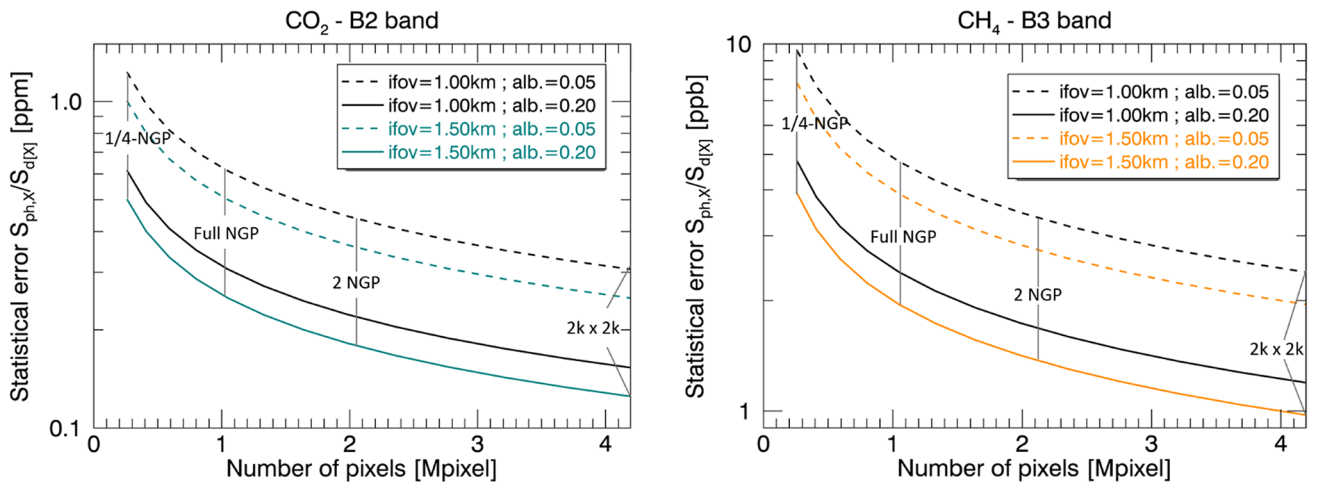 CO₂ - B2 band
Statistical error S_ph,X/S_d[X] [ppm]
1.0
0.1
ifov=1.00km ; alb.=0.05
ifov=1.00km ; alb.=0.20
ifov=1.50km ; alb.=0.05
ifov=1.50km ; alb.=0.20
1/4-NGP
Full NGP
2 NGP
2k x 2k
0 1 2 3 4
Number of pixels [Mpixel]
CH₄ - B3 band
Statistical error S_ph,X/S_d[X] [ppb]
10
1
ifov=1.00km ; alb.=0.05
ifov=1.00km ; alb.=0.20
ifov=1.50km ; alb.=0.05
ifov=1.50km ; alb.=0.20
1/4-NGP
Full NGP
2 NGP
2k x 2k
0 1 2 3 4
Number of pixels [Mpixel]